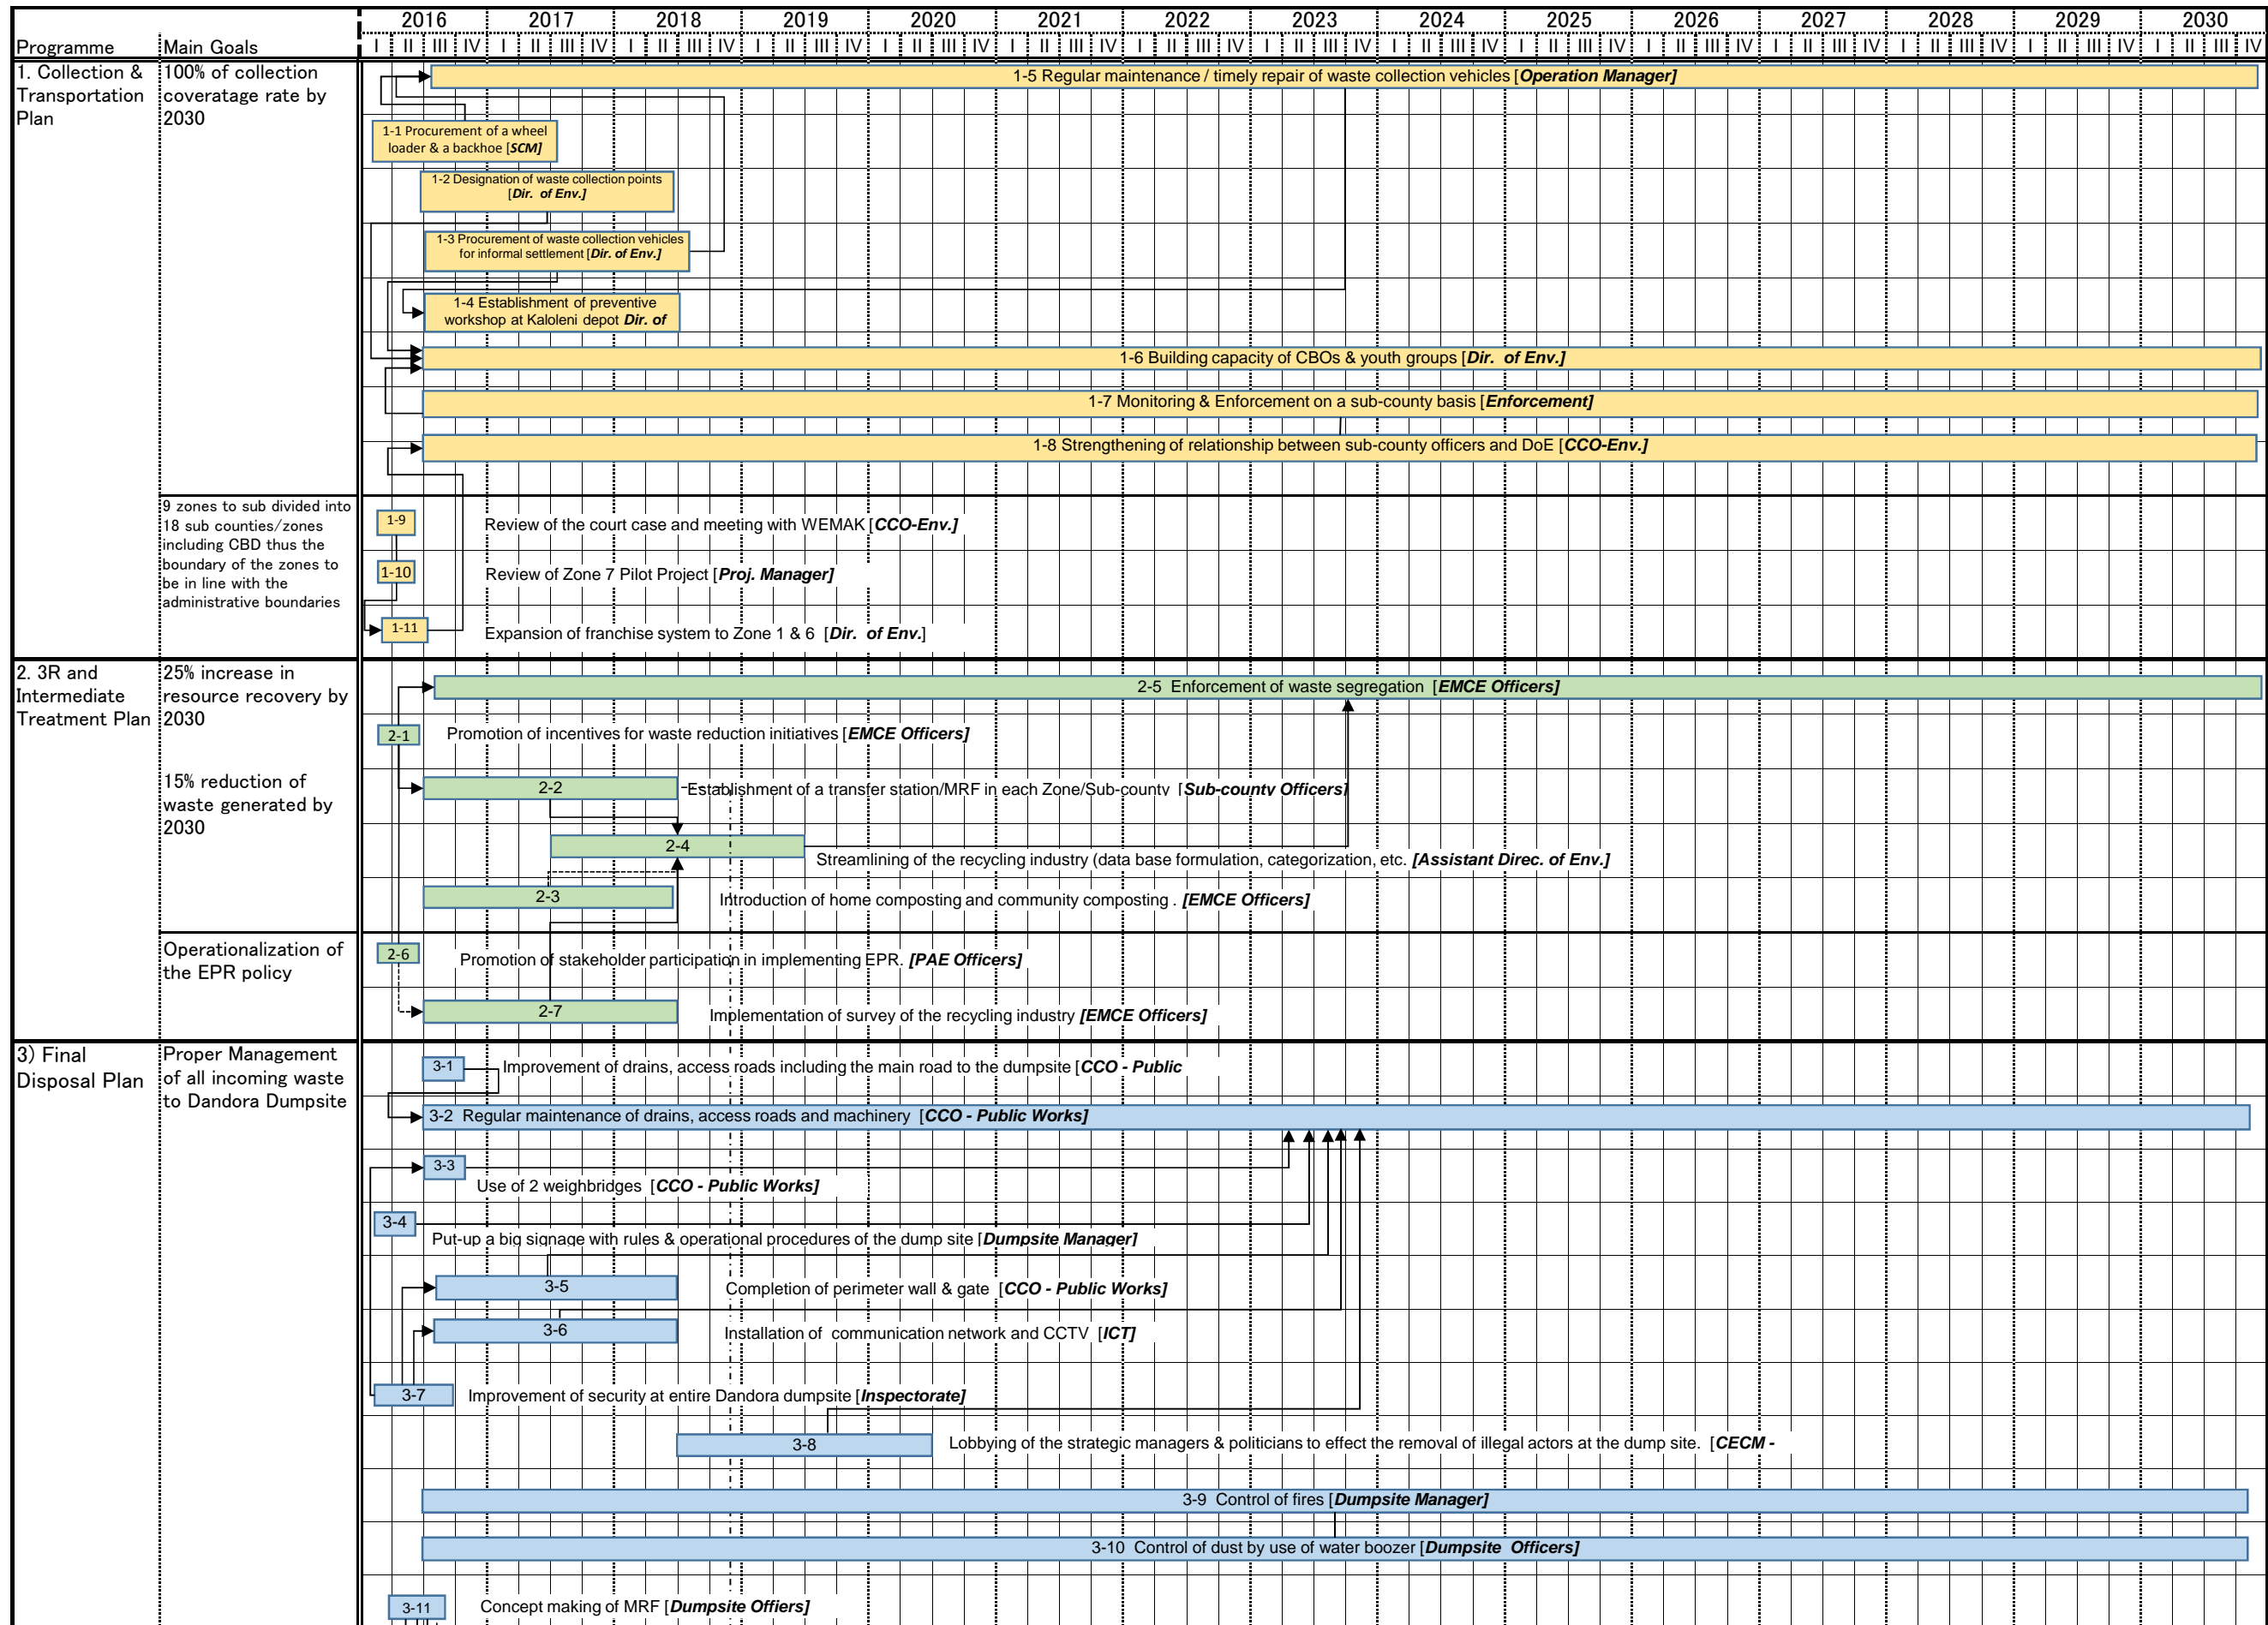 2016 2017 2018 2019 2020 2021 2022 2023 2024 2025 2026 2027 2028 2029 2030
Programme Main Goals I II III IV I II III IV I II III IV I II III IV I II III IV I II III IV I II III IV I II III IV I II III IV I II III IV I II III IV I II III IV I II III IV I II III IV I II III IV
1. Collection &
Transportation
Plan
100% of collection
coveratage rate by
2030
1-5 Regular maintenance / timely repair of waste collection vehicles [Operation Manager]
1-1 Procurement of a wheel
loader & a backhoe [SCM]
1-2 Designation of waste collection points
[Dir. of Env.]
1-3 Procurement of waste collection vehicles
for informal settlement [Dir. of Env.]
1-4 Establishment of preventive
workshop at Kaloleni depot Dir. of
1-6 Building capacity of CBOs & youth groups [Dir. of Env.]
1-7 Monitoring & Enforcement on a sub-county basis [Enforcement]
1-8 Strengthening of relationship between sub-county officers and DoE [CCO-Env.]
9 zones to sub divided into
18 sub counties/zones
including CBD thus the
boundary of the zones to
be in line with the
administrative boundaries
1-9 Review of the court case and meeting with WEMAK [CCO-Env.]
1-10 Review of Zone 7 Pilot Project [Proj. Manager]
1-11 Expansion of franchise system to Zone 1 & 6 [Dir. of Env.]
2. 3R and
Intermediate
Treatment Plan
25% increase in
resource recovery by
2030
15% reduction of
waste generated by
2030
2-5 Enforcement of waste segregation [EMCE Officers]
2-1 Promotion of incentives for waste reduction initiatives [EMCE Officers]
2-2 Establishment of a transfer station/MRF in each Zone/Sub-county [Sub-county Officers]
2-4 Streamlining of the recycling industry (data base formulation, categorization, etc. [Assistant Direc. of Env.]
2-3 Introduction of home composting and community composting . [EMCE Officers]
Operationalization of
the EPR policy
2-6 Promotion of stakeholder participation in implementing EPR. [PAE Officers]
2-7 Implementation of survey of the recycling industry [EMCE Officers]
3) Final
Disposal Plan
Proper Management
of all incoming waste
to Dandora Dumpsite
3-1 Improvement of drains, access roads including the main road to the dumpsite [CCO - Public
3-2 Regular maintenance of drains, access roads and machinery [CCO - Public Works]
3-3 Use of 2 weighbridges [CCO - Public Works]
3-4 Put-up a big signage with rules & operational procedures of the dump site [Dumpsite Manager]
3-5 Completion of perimeter wall & gate [CCO - Public Works]
3-6 Installation of communication network and CCTV [ICT]
3-7 Improvement of security at entire Dandora dumpsite [Inspectorate]
3-8 Lobbying of the strategic managers & politicians to effect the removal of illegal actors at the dump site. [CECM -
3-9 Control of fires [Dumpsite Manager]
3-10 Control of dust by use of water boozer [Dumpsite Officers]
3-11 Concept making of MRF [Dumpsite Offiers]